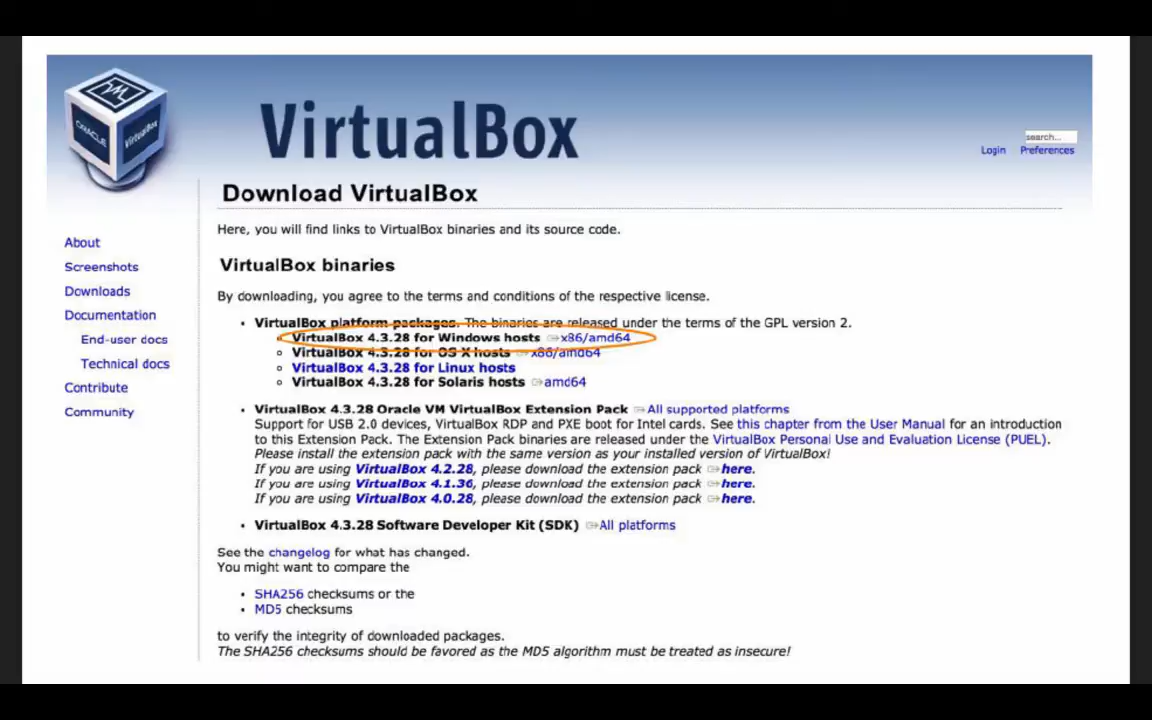 VirtualBox
search...
Login Preferences
ORACLE
VirtualBox
Download VirtualBox
Here, you will find links to VirtualBox binaries and its source code.
About
Screenshots
Downloads
Documentation
End-user docs
Technical docs
Contribute
Community
VirtualBox binaries
By downloading, you agree to the terms and conditions of the respective license.
• VirtualBox platform packages. The binaries are released under the terms of the GPL version 2.
VirtualBox 4.3.28 for Windows hosts x86/amd64
VirtualBox 4.3.28 for OS X hosts x86/amd64
VirtualBox 4.3.28 for Linux hosts
VirtualBox 4.3.28 for Solaris hosts amd64
• VirtualBox 4.3.28 Oracle VM VirtualBox Extension Pack All supported platforms
Support for USB 2.0 devices, VirtualBox RDP and PXE boot for Intel cards. See this chapter from the User Manual for an introduction
to this Extension Pack. The Extension Pack binaries are released under the VirtualBox Personal Use and Evaluation License (PUEL).
Please install the extension pack with the same version as your installed version of VirtualBox!
If you are using VirtualBox 4.2.28, please download the extension pack here.
If you are using VirtualBox 4.1.36, please download the extension pack here.
If you are using VirtualBox 4.0.28, please download the extension pack here.
• VirtualBox 4.3.28 Software Developer Kit (SDK) All platforms
See the changelog for what has changed.
You might want to compare the
• SHA256 checksums or the
• MD5 checksums
to verify the integrity of downloaded packages.
The SHA256 checksums should be favored as the MD5 algorithm must be treated as insecure!